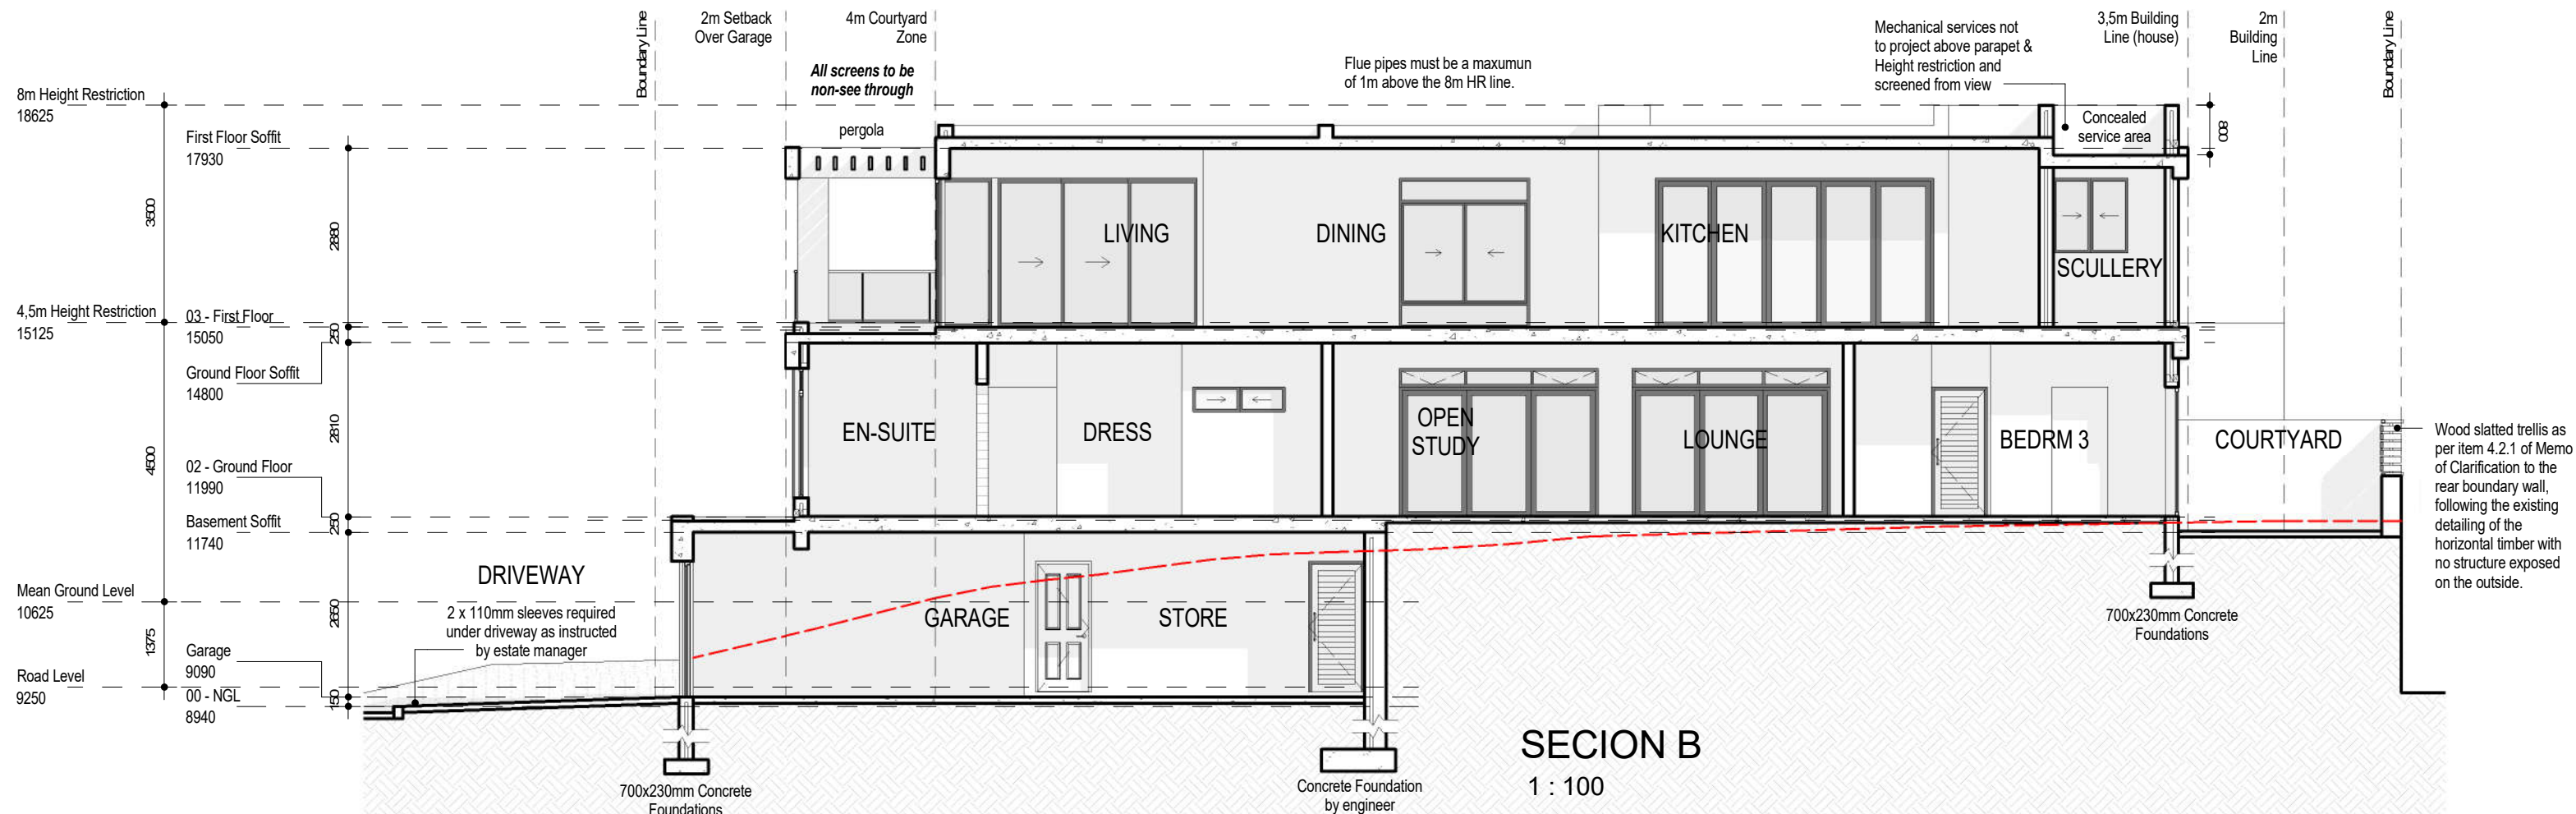 Boundary Line
2m Setback
Over Garage
4m Courtyard
Zone
All screens to be
non-see through
pergola
Flue pipes must be a maxumun
of 1m above the 8m HR line.
Mechanical services not
to project above parapet &
Height restriction and
screened from view
3,5m Building
Line (house)
2m
Building
Line
Boundary Line
Concealed
service area
800
8m Height Restriction
18625
First Floor Soffit
17930
3500
2880
4,5m Height Restriction
15125
03 - First Floor
15050
250
Ground Floor Soffit
14800
2810
4500
02 - Ground Floor
11990
250
Basement Soffit
11740
Mean Ground Level
10625
2650
1375
Garage
9090
Road Level
9250
150
00 - NGL
8940
LIVING
DINING
KITCHEN
SCULLERY
EN-SUITE
DRESS
OPEN
STUDY
LOUNGE
BEDRM 3
COURTYARD
Wood slatted trellis as
per item 4.2.1 of Memo
of Clarification to the
rear boundary wall,
following the existing
detailing of the
horizontal timber with
no structure exposed
on the outside.
DRIVEWAY
2 x 110mm sleeves required
under driveway as instructed
by estate manager
GARAGE
STORE
700x230mm Concrete
Foundations
700x230mm Concrete
Foundations
Concrete Foundation
by engineer
SECION B
1 : 100